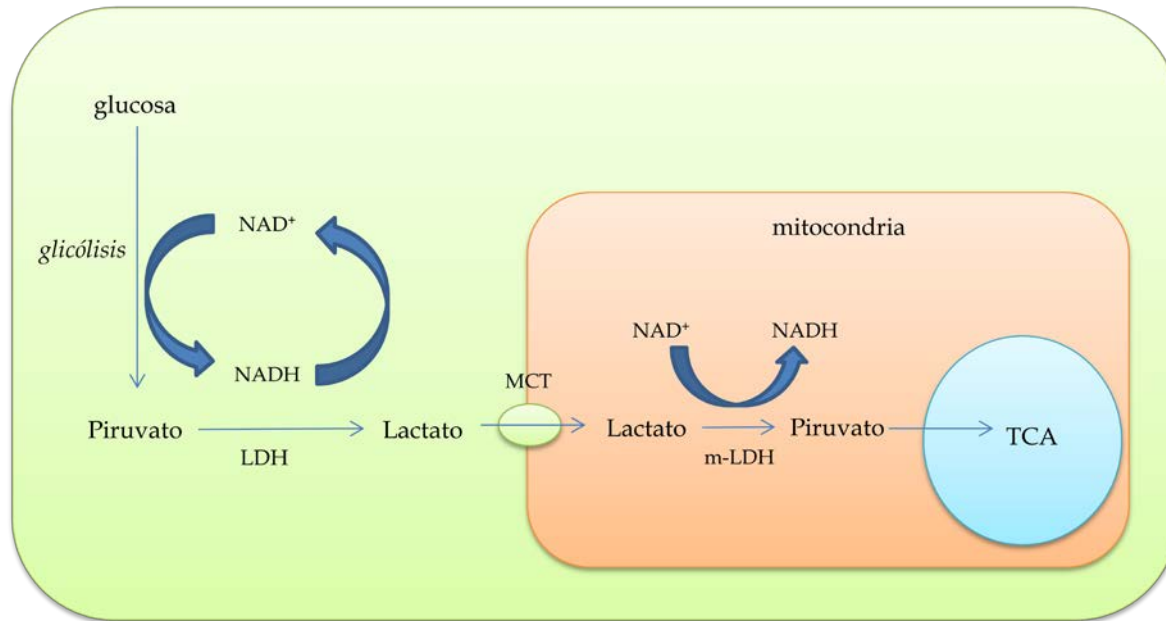 glucosa
glicólisis
NAD⁺
NADH
Piruvato
LDH
Lactato
MCT
mitocondria
NAD⁺
NADH
Lactato
m-LDH
Piruvato
TCA